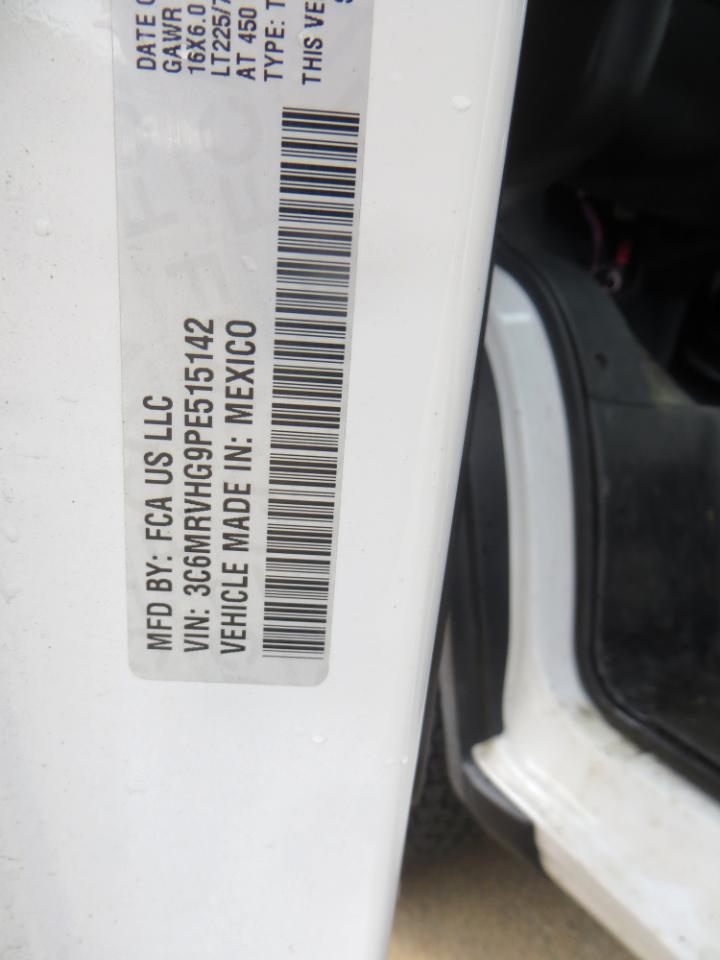 MFD BY: FCA US LLC
VIN: 3C6MRVHG9PE515142
VEHICLE MADE IN: MEXICO
DATE O
GAWR
16X6.0
LT225/7
AT 450
TYPE: T
THIS VE